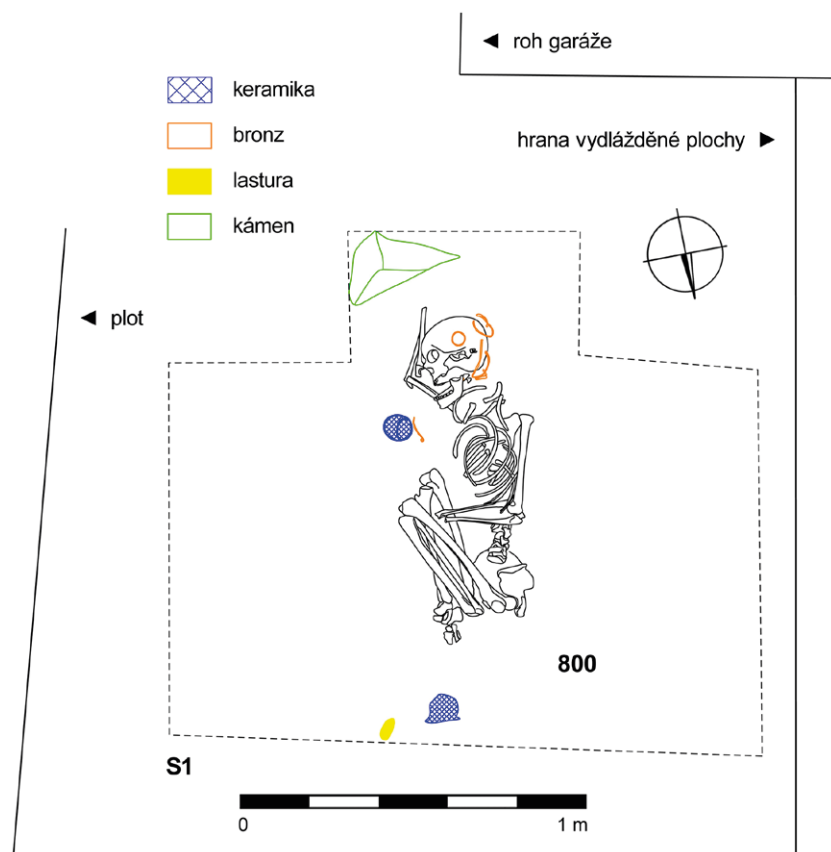 ◄ roh garáže
keramika
bronz
hrana vydlážděné plochy ►
lastura
kámen
◄ plot
800
S1
0 1 m